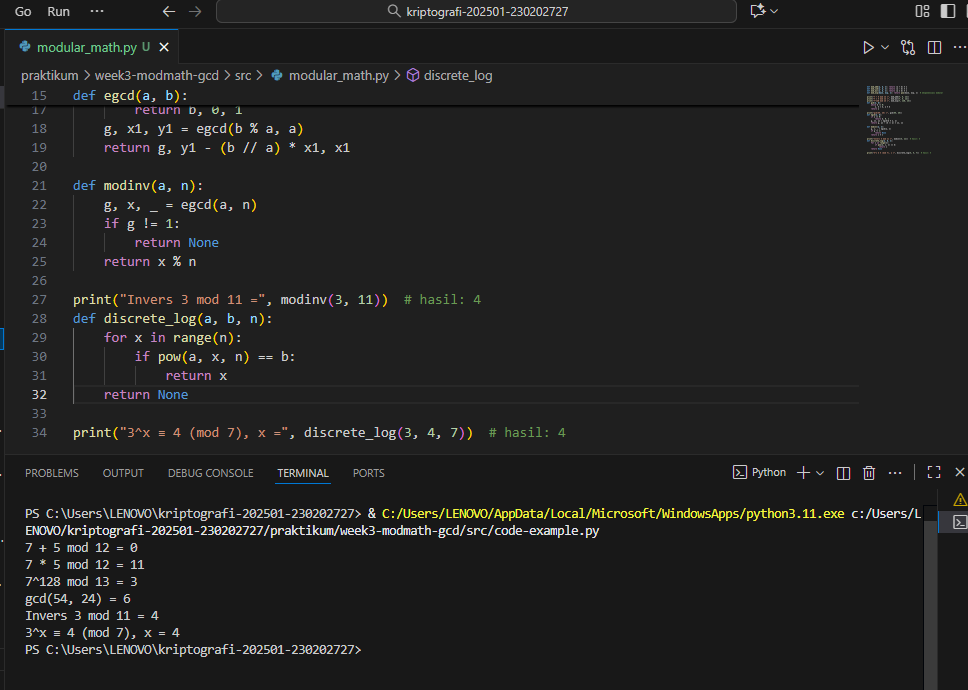 Go Run ··· kriptografi-202501-230202727
modular_math.py U
praktikum > week3-modmath-gcd > src > modular_math.py > discrete_log
15 def egcd(a, b):
17 return b, 0, 1
18 g, x1, y1 = egcd(b % a, a)
19 return g, y1 - (b // a) * x1, x1
20
21 def modinv(a, n):
22 g, x, _ = egcd(a, n)
23 if g != 1:
24 return None
25 return x % n
26
27 print("Invers 3 mod 11 =", modinv(3, 11)) # hasil: 4
28 def discrete_log(a, b, n):
29 for x in range(n):
30 if pow(a, x, n) == b:
31 return x
32 return None
33
34 print("3^x ≡ 4 (mod 7), x =", discrete_log(3, 4, 7)) # hasil: 4
PROBLEMS OUTPUT DEBUG CONSOLE TERMINAL PORTS Python
PS C:\Users\LENOVO\kriptografi-202501-230202727> & C:/Users/LENOVO/AppData/Local/Microsoft/WindowsApps/python3.11.exe c:/Users/L
ENOVO/kriptografi-202501-230202727/praktikum/week3-modmath-gcd/src/code-example.py
7 + 5 mod 12 = 0
7 * 5 mod 12 = 11
7^128 mod 13 = 3
gcd(54, 24) = 6
Invers 3 mod 11 = 4
3^x ≡ 4 (mod 7), x = 4
PS C:\Users\LENOVO\kriptografi-202501-230202727>